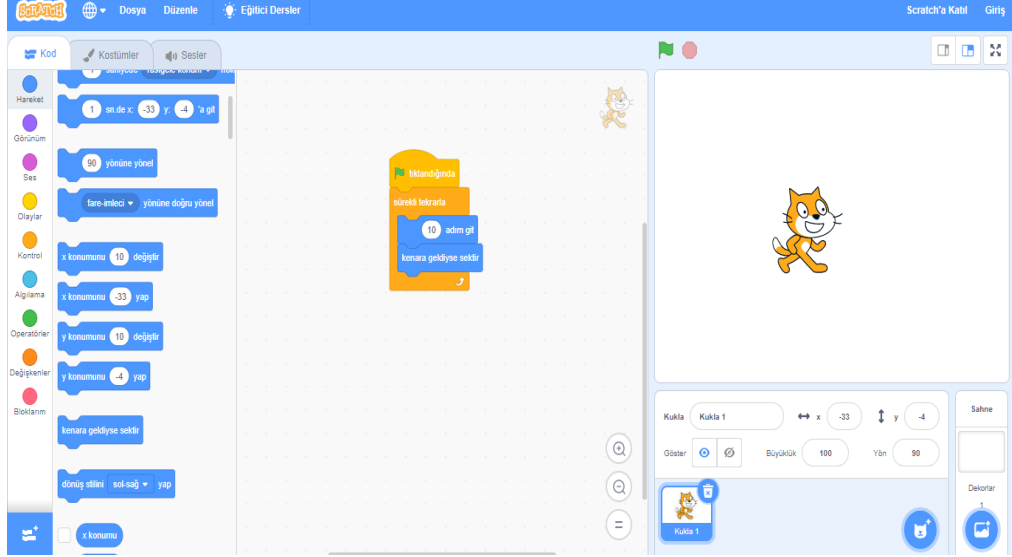 SCRATCH
Dosya Düzenle Eğitici Dersler Scratch'a Katıl Giriş
Kod Kostümler Sesler
Hareket
Görünüm
Ses
Olaylar
Kontrol
Algılama
Operatörler
Değişkenler
Bloklarım
1 saniyede
1 sn.de x: -33 y: -4 'a git
90 yönüne yönel
fare-imleci yönüne doğru yönel
x konumunu 10 değiştir
x konumunu -33 yap
y konumunu 10 değiştir
y konumunu -4 yap
kenara geldiyse sektir
dönüş stilini sol-sağ yap
x konumu
tıklandığında
sürekli tekrarla
10 adım git
kenara geldiyse sektir
Kukla Kukla 1 x -33 y -4
Göster Büyüklük 100 Yön 90
Kukla 1
Sahne
Dekorlar
1